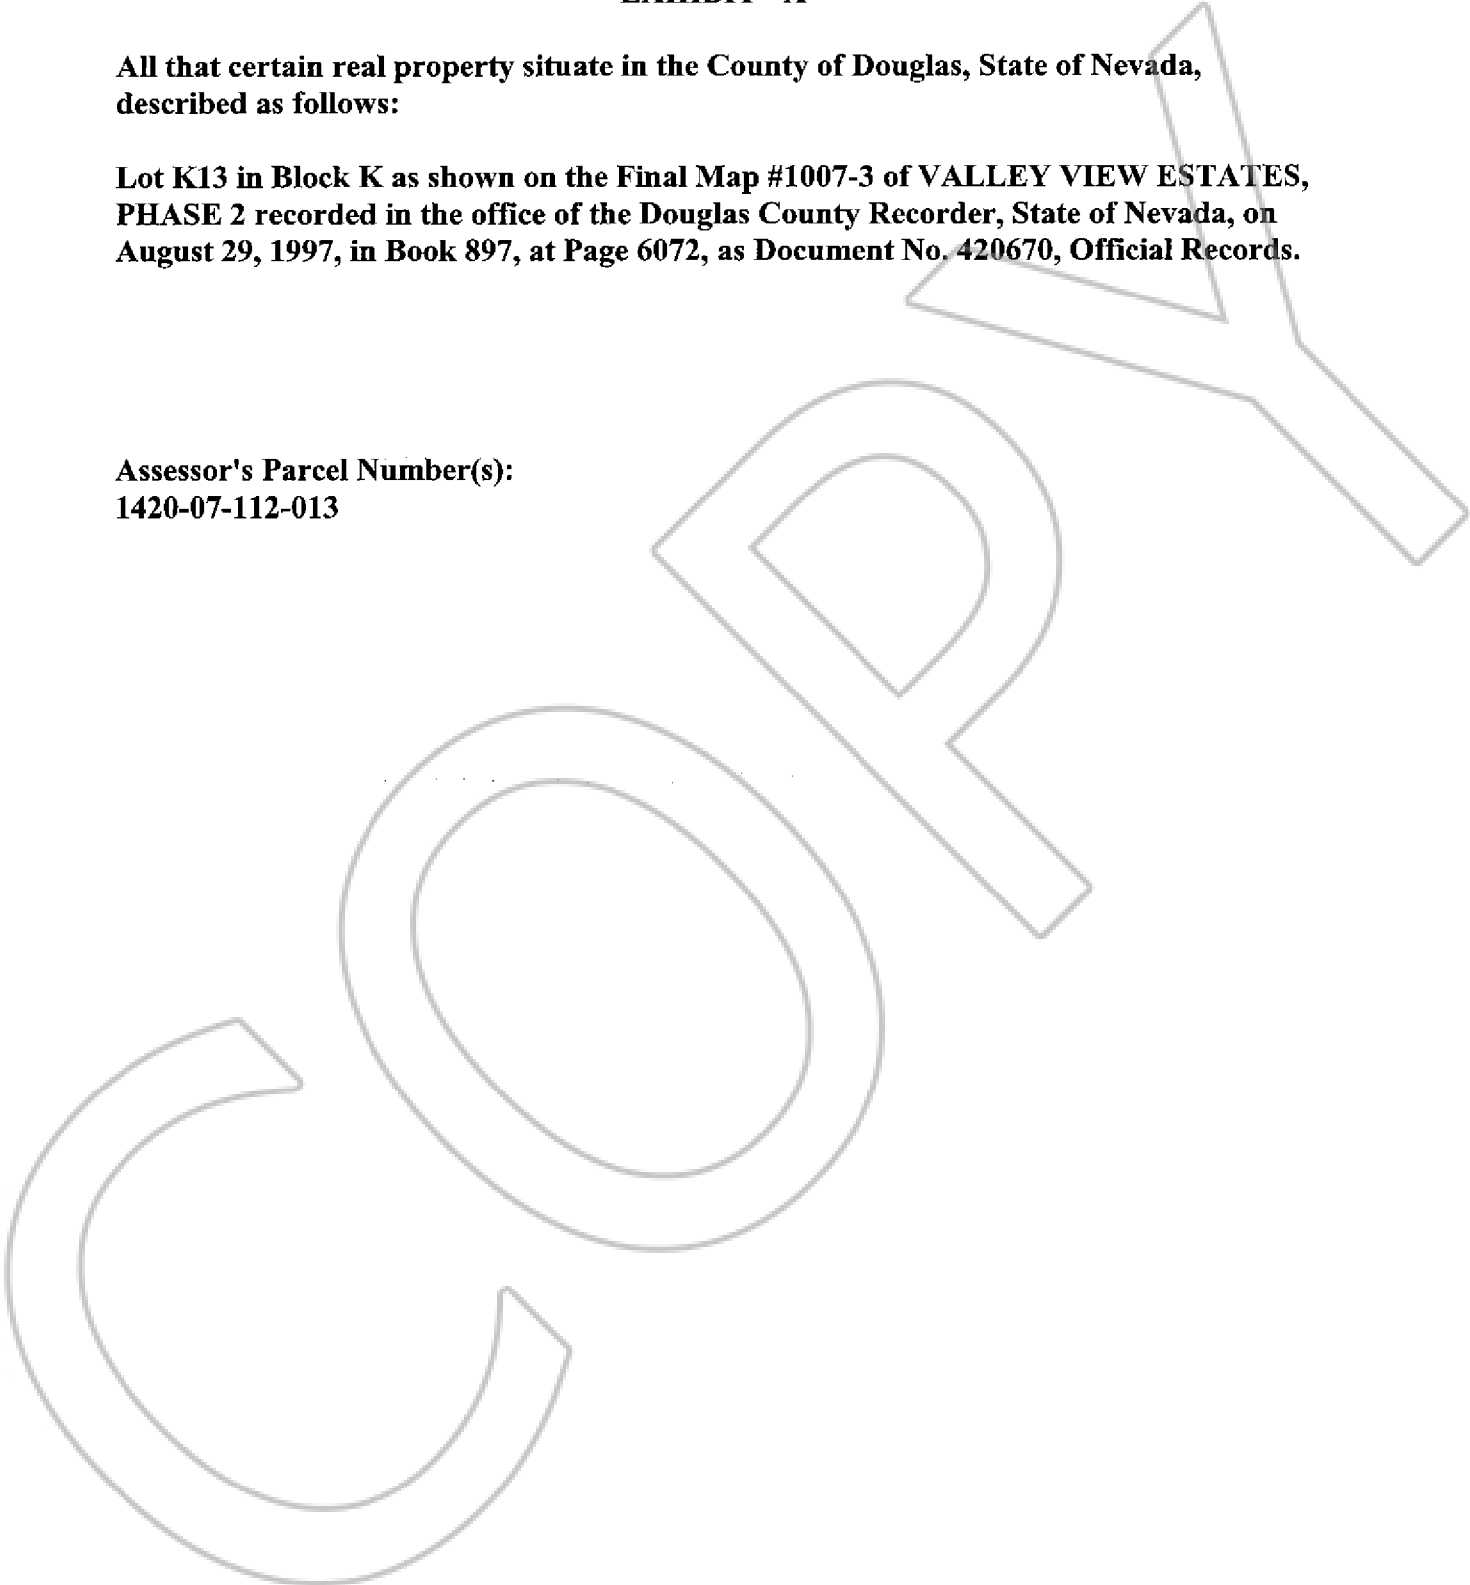 EXHIBIT "A"
All that certain real property situate in the County of Douglas, State of Nevada,
described as follows:
Lot K13 in Block K as shown on the Final Map #1007-3 of VALLEY VIEW ESTATES,
PHASE 2 recorded in the office of the Douglas County Recorder, State of Nevada, on
August 29, 1997, in Book 897, at Page 6072, as Document No. 420670, Official Records.
Assessor's Parcel Number(s):
1420-07-112-013
COPY